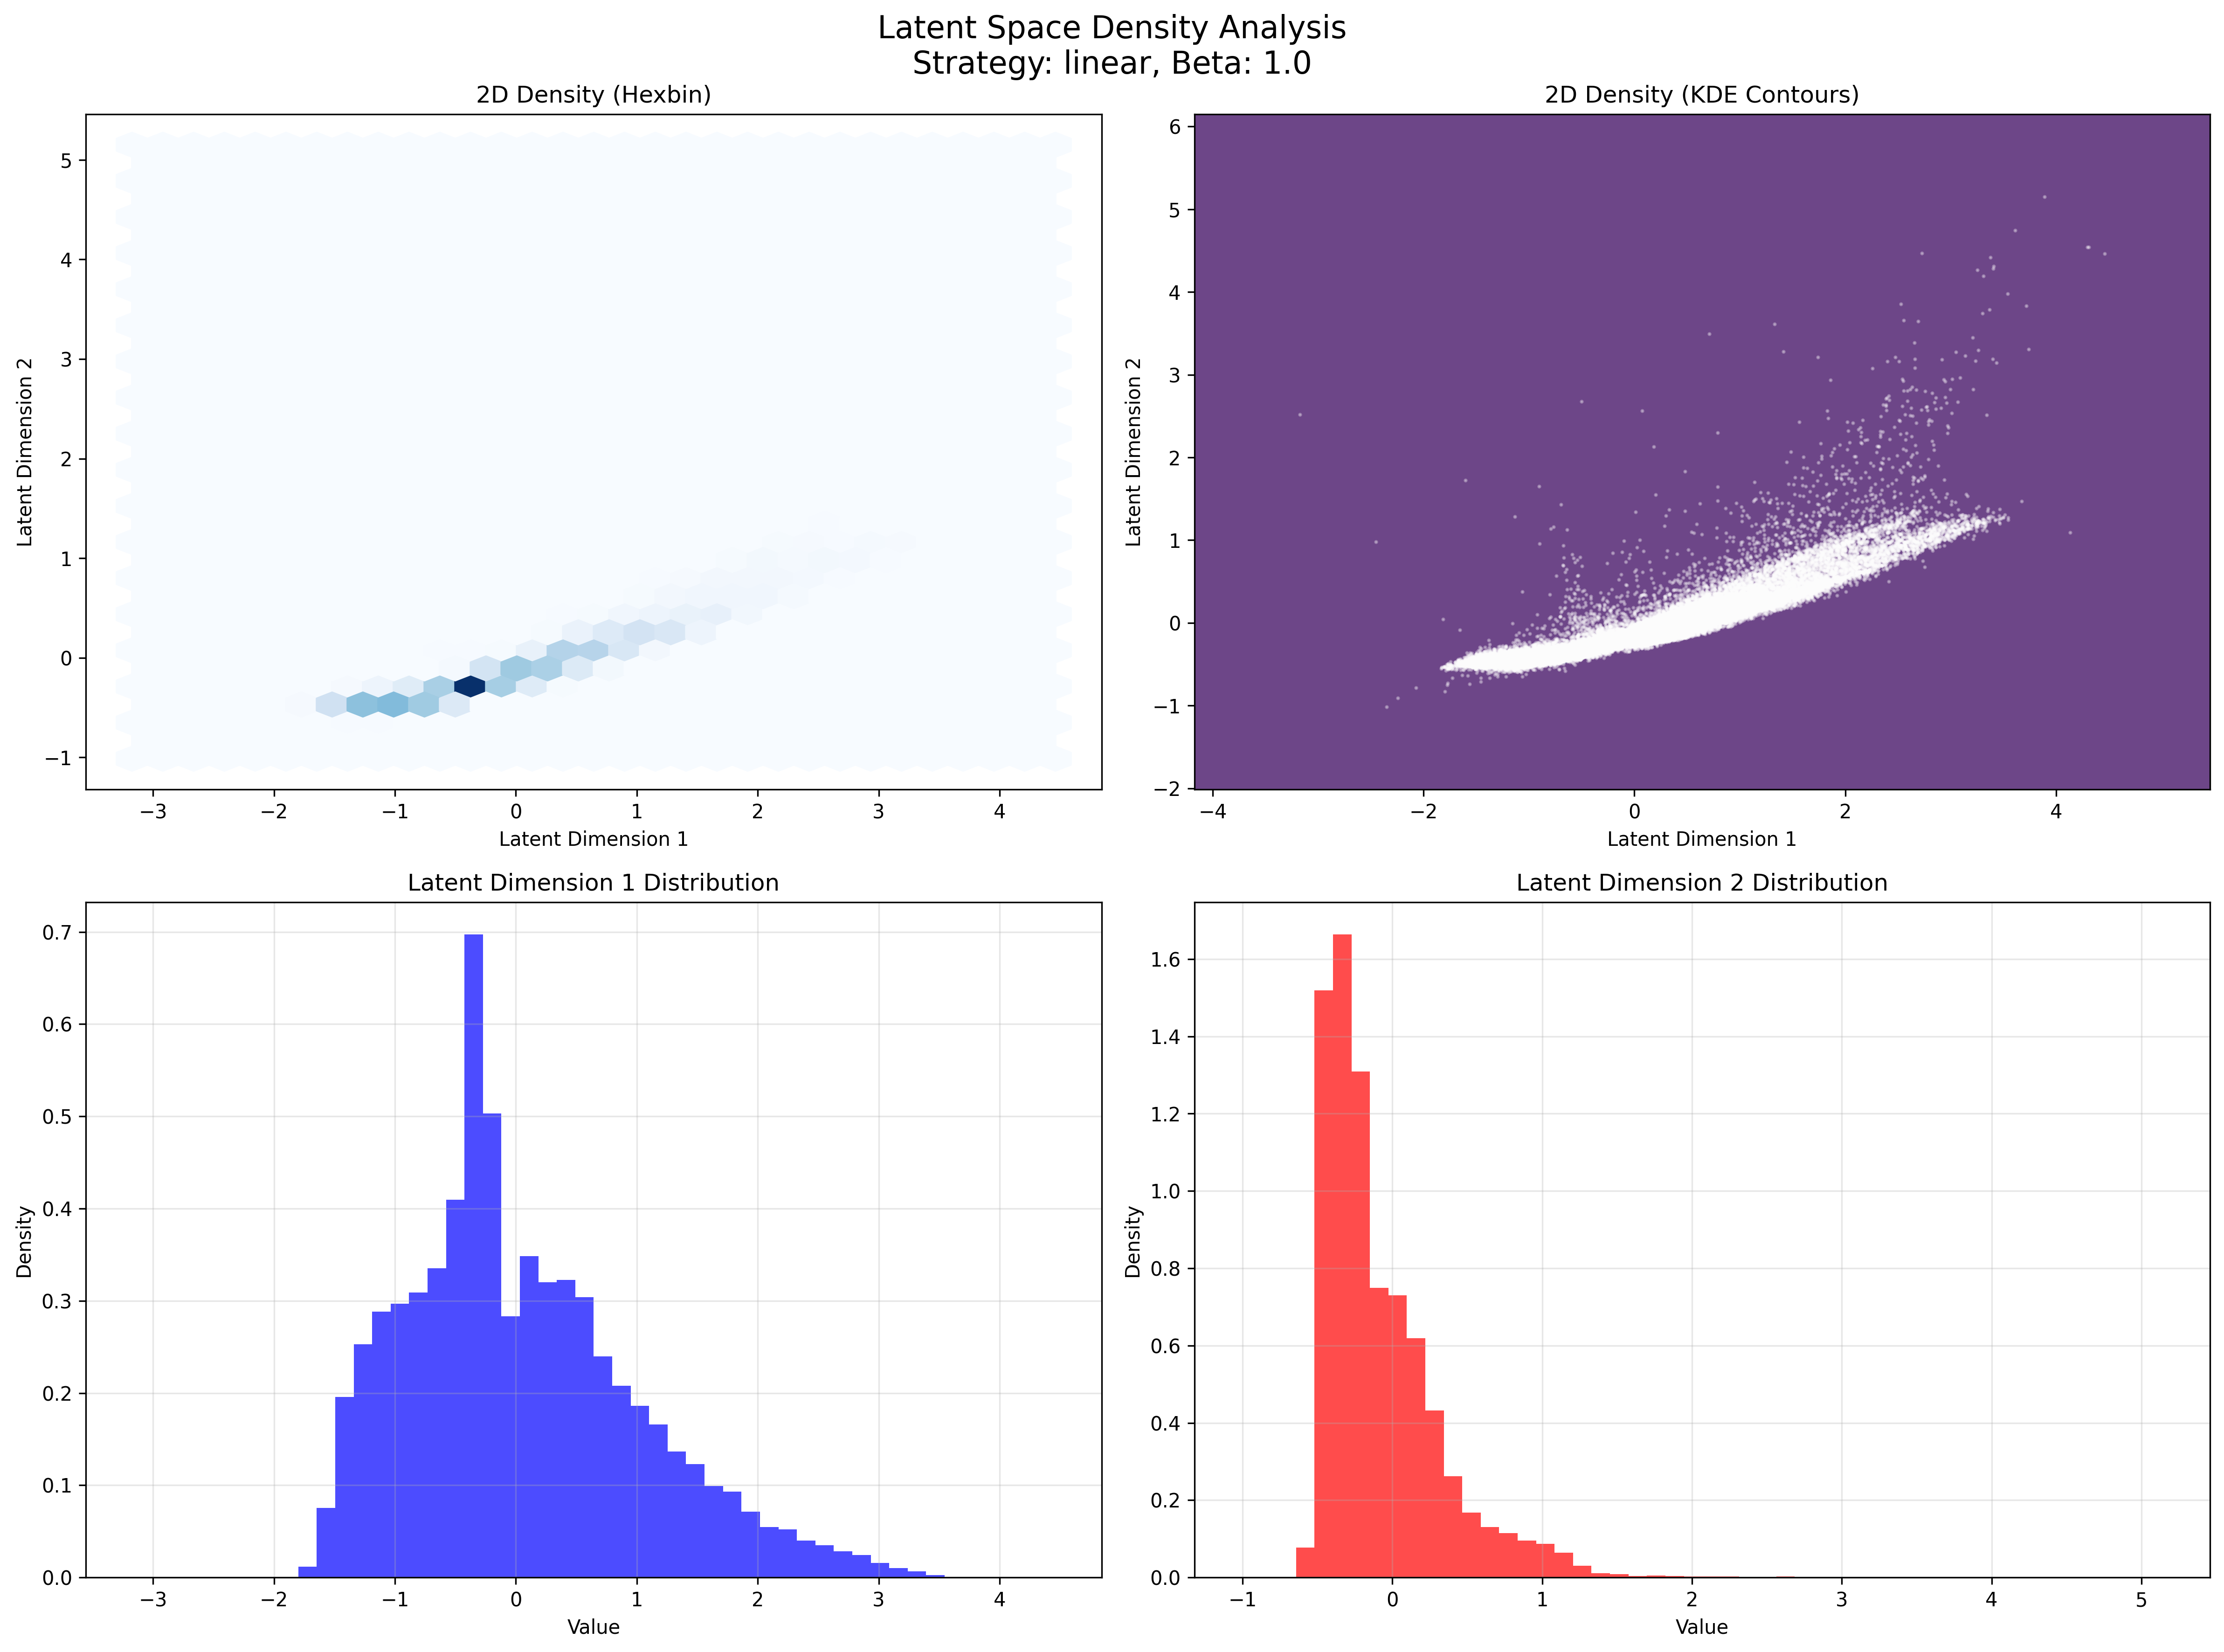 Latent Space Density Analysis
Strategy: linear, Beta: 1.0
2D Density (Hexbin)
5
4
3
2
1
0
−1
Latent Dimension 2
−3 −2 −1 0 1 2 3 4
Latent Dimension 1
2D Density (KDE Contours)
6
5
4
3
2
1
0
−1
−2
Latent Dimension 2
−4 −2 0 2 4
Latent Dimension 1
Latent Dimension 1 Distribution
0.7
0.6
0.5
0.4
0.3
0.2
0.1
0.0
Density
−3 −2 −1 0 1 2 3 4
Value
Latent Dimension 2 Distribution
1.6
1.4
1.2
1.0
0.8
0.6
0.4
0.2
0.0
Density
−1 0 1 2 3 4 5
Value